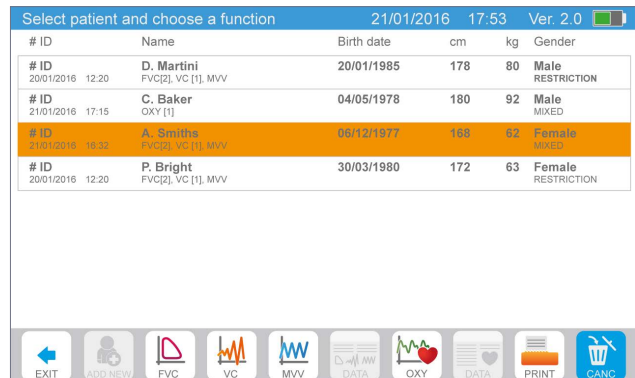 Select patient and choose a function 21/01/2016 17:53 Ver. 2.0
# ID Name Birth date cm kg Gender
# ID D. Martini 20/01/1985 178 80 Male
20/01/2016 12:20 FVC[2], VC [1], MVV RESTRICTION
# ID C. Baker 04/05/1978 180 92 Male
21/01/2016 17:15 OXY [1] MIXED
# ID A. Smiths 06/12/1977 168 62 Female
21/01/2016 16:32 FVC[2], VC [1], MVV MIXED
# ID P. Bright 30/03/1980 172 63 Female
20/01/2016 12:20 FVC[2], VC [1], MVV RESTRICTION
EXIT ADD NEW FVC VC MVV DATA OXY DATA PRINT CANC